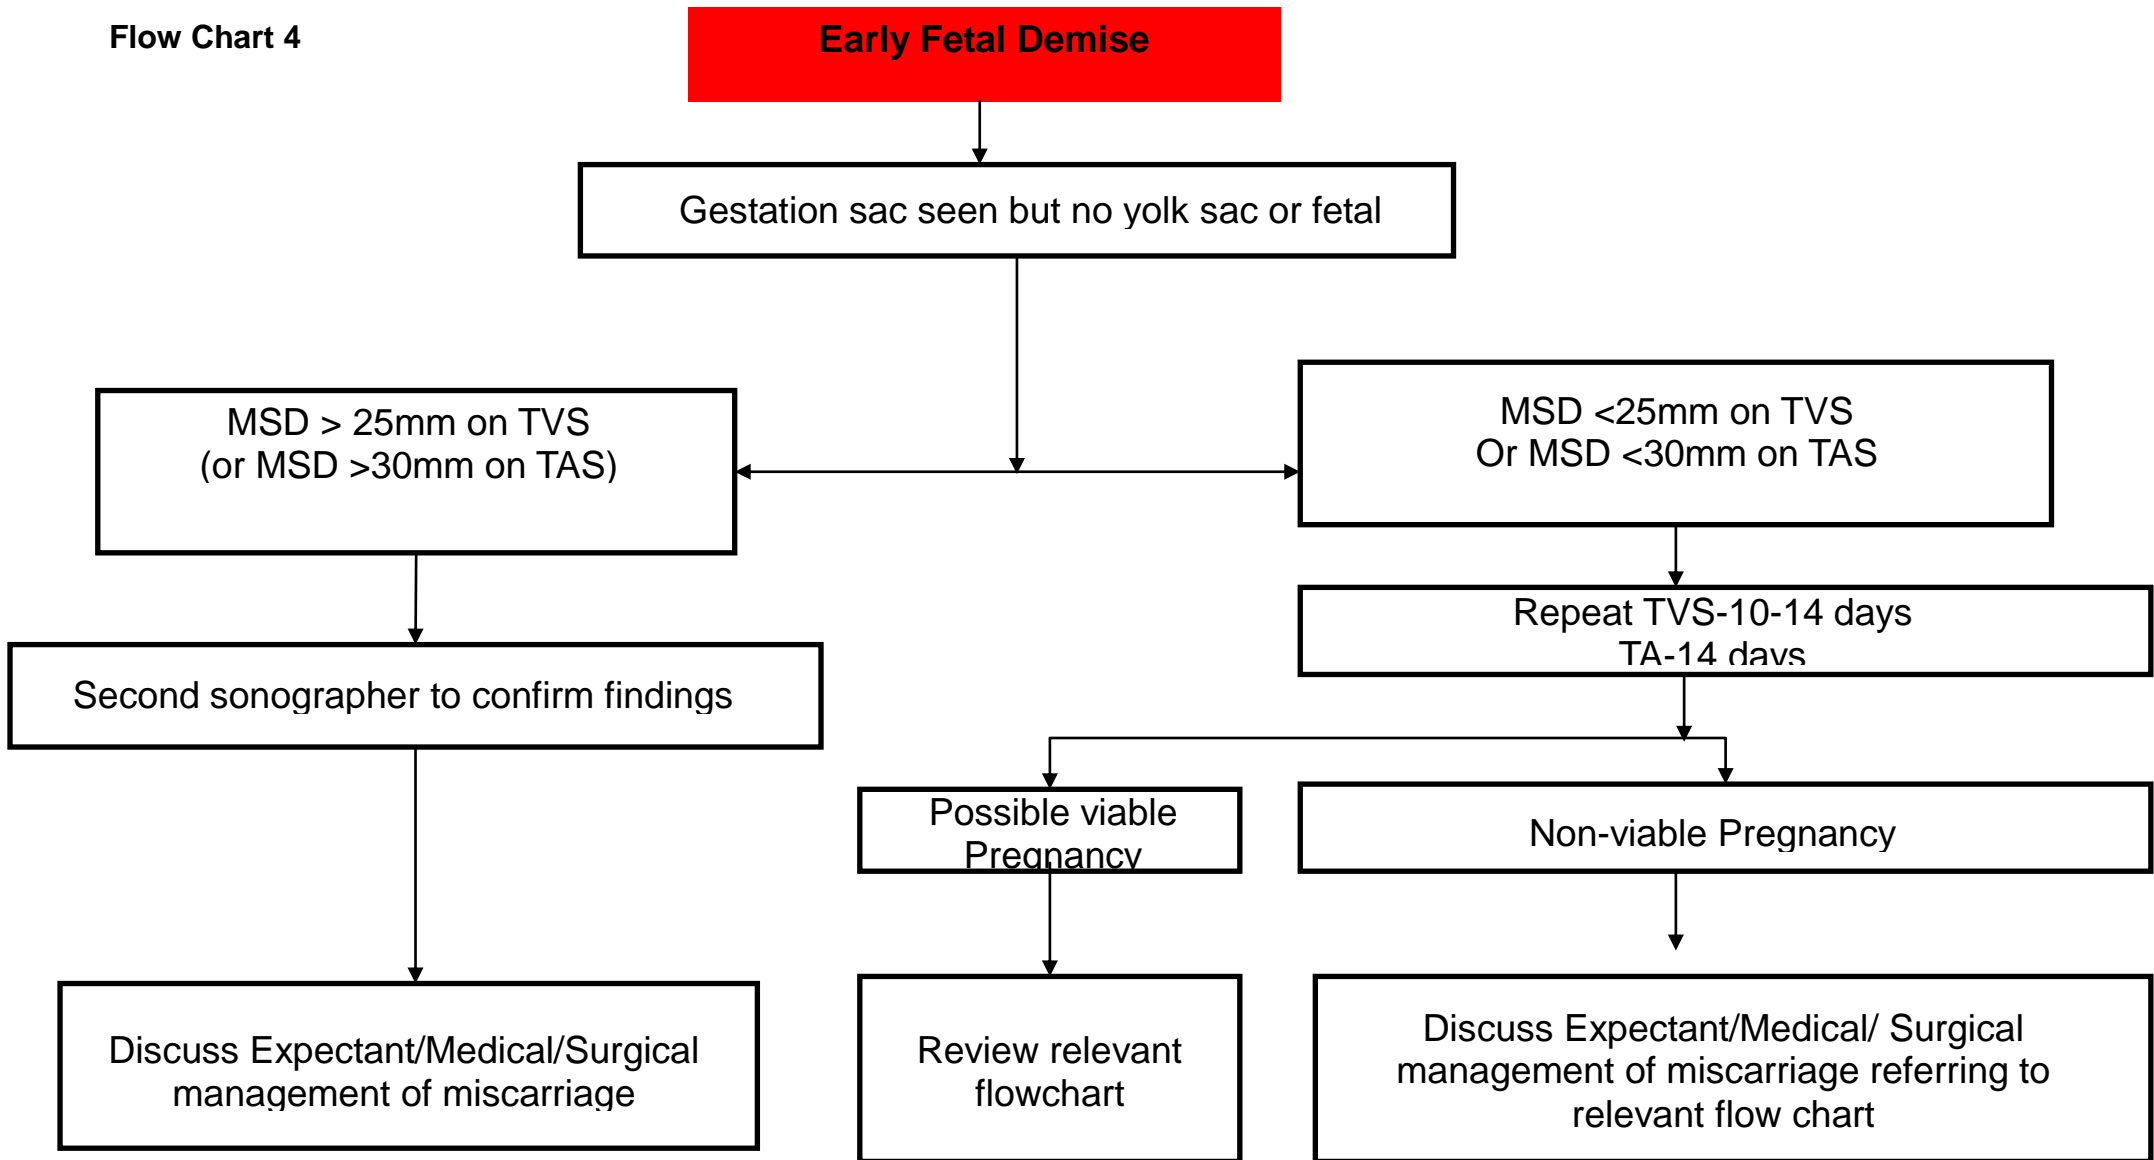 Flow Chart 4
Early Fetal Demise
Gestation sac seen but no yolk sac or fetal
MSD > 25mm on TVS
(or MSD >30mm on TAS)
MSD <25mm on TVS
Or MSD <30mm on TAS
Repeat TVS-10-14 days
TA-14 days
Second sonographer to confirm findings
Possible viable
Pregnancy
Non-viable Pregnancy
Discuss Expectant/Medical/Surgical
management of miscarriage
Review relevant
flowchart
Discuss Expectant/Medical/ Surgical
management of miscarriage referring to
relevant flow chart